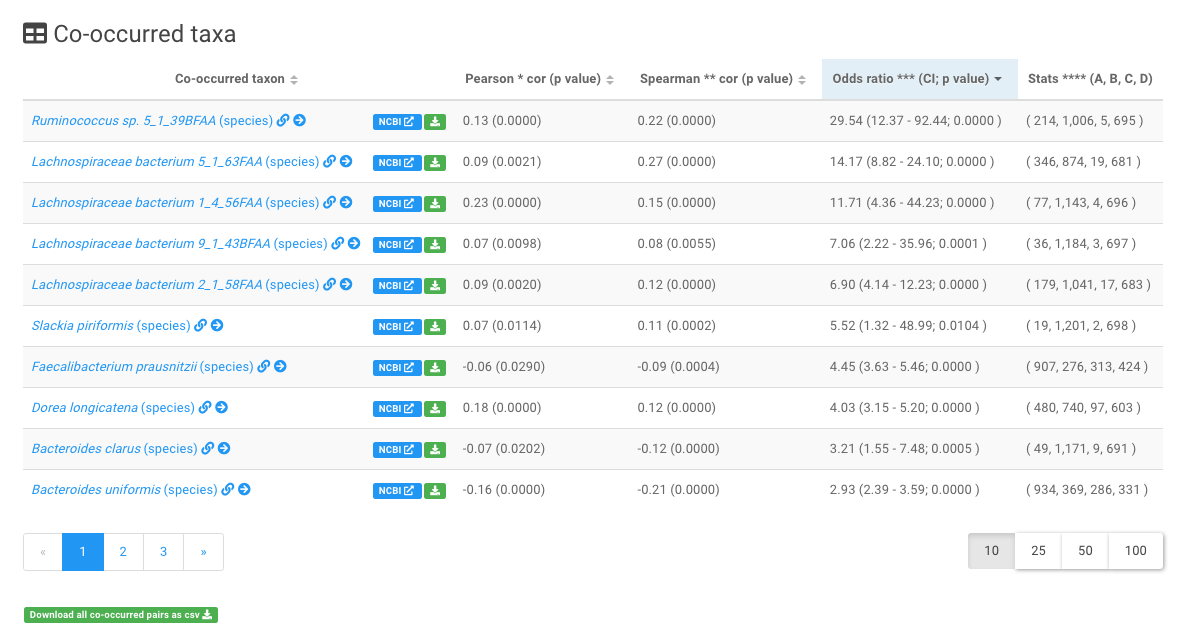 Co-occurred taxa
Co-occurred taxon Pearson * cor (p value) Spearman ** cor (p value) Odds ratio *** (CI; p value) Stats **** (A, B, C, D)
Ruminococcus sp. 5_1_39BFAA (species) NCBI 0.13 (0.0000) 0.22 (0.0000) 29.54 (12.37 - 92.44; 0.0000 ) ( 214, 1,006, 5, 695 )
Lachnospiraceae bacterium 5_1_63FAA (species) NCBI 0.09 (0.0021) 0.27 (0.0000) 14.17 (8.82 - 24.10; 0.0000 ) ( 346, 874, 19, 681 )
Lachnospiraceae bacterium 1_4_56FAA (species) NCBI 0.23 (0.0000) 0.15 (0.0000) 11.71 (4.36 - 44.23; 0.0000 ) ( 77, 1,143, 4, 696 )
Lachnospiraceae bacterium 9_1_43BFAA (species) NCBI 0.07 (0.0098) 0.08 (0.0055) 7.06 (2.22 - 35.96; 0.0001 ) ( 36, 1,184, 3, 697 )
Lachnospiraceae bacterium 2_1_58FAA (species) NCBI 0.09 (0.0020) 0.12 (0.0000) 6.90 (4.14 - 12.23; 0.0000 ) ( 179, 1,041, 17, 683 )
Slackia piriformis (species) NCBI 0.07 (0.0114) 0.11 (0.0002) 5.52 (1.32 - 48.99; 0.0104 ) ( 19, 1,201, 2, 698 )
Faecalibacterium prausnitzii (species) NCBI -0.06 (0.0290) -0.09 (0.0004) 4.45 (3.63 - 5.46; 0.0000 ) ( 907, 276, 313, 424 )
Dorea longicatena (species) NCBI 0.18 (0.0000) 0.12 (0.0000) 4.03 (3.15 - 5.20; 0.0000 ) ( 480, 740, 97, 603 )
Bacteroides clarus (species) NCBI -0.07 (0.0202) -0.12 (0.0000) 3.21 (1.55 - 7.48; 0.0005 ) ( 49, 1,171, 9, 691 )
Bacteroides uniformis (species) NCBI -0.16 (0.0000) -0.21 (0.0000) 2.93 (2.39 - 3.59; 0.0000 ) ( 934, 369, 286, 331 )
« 1 2 3 » 10 25 50 100
Download all co-occurred pairs as csv